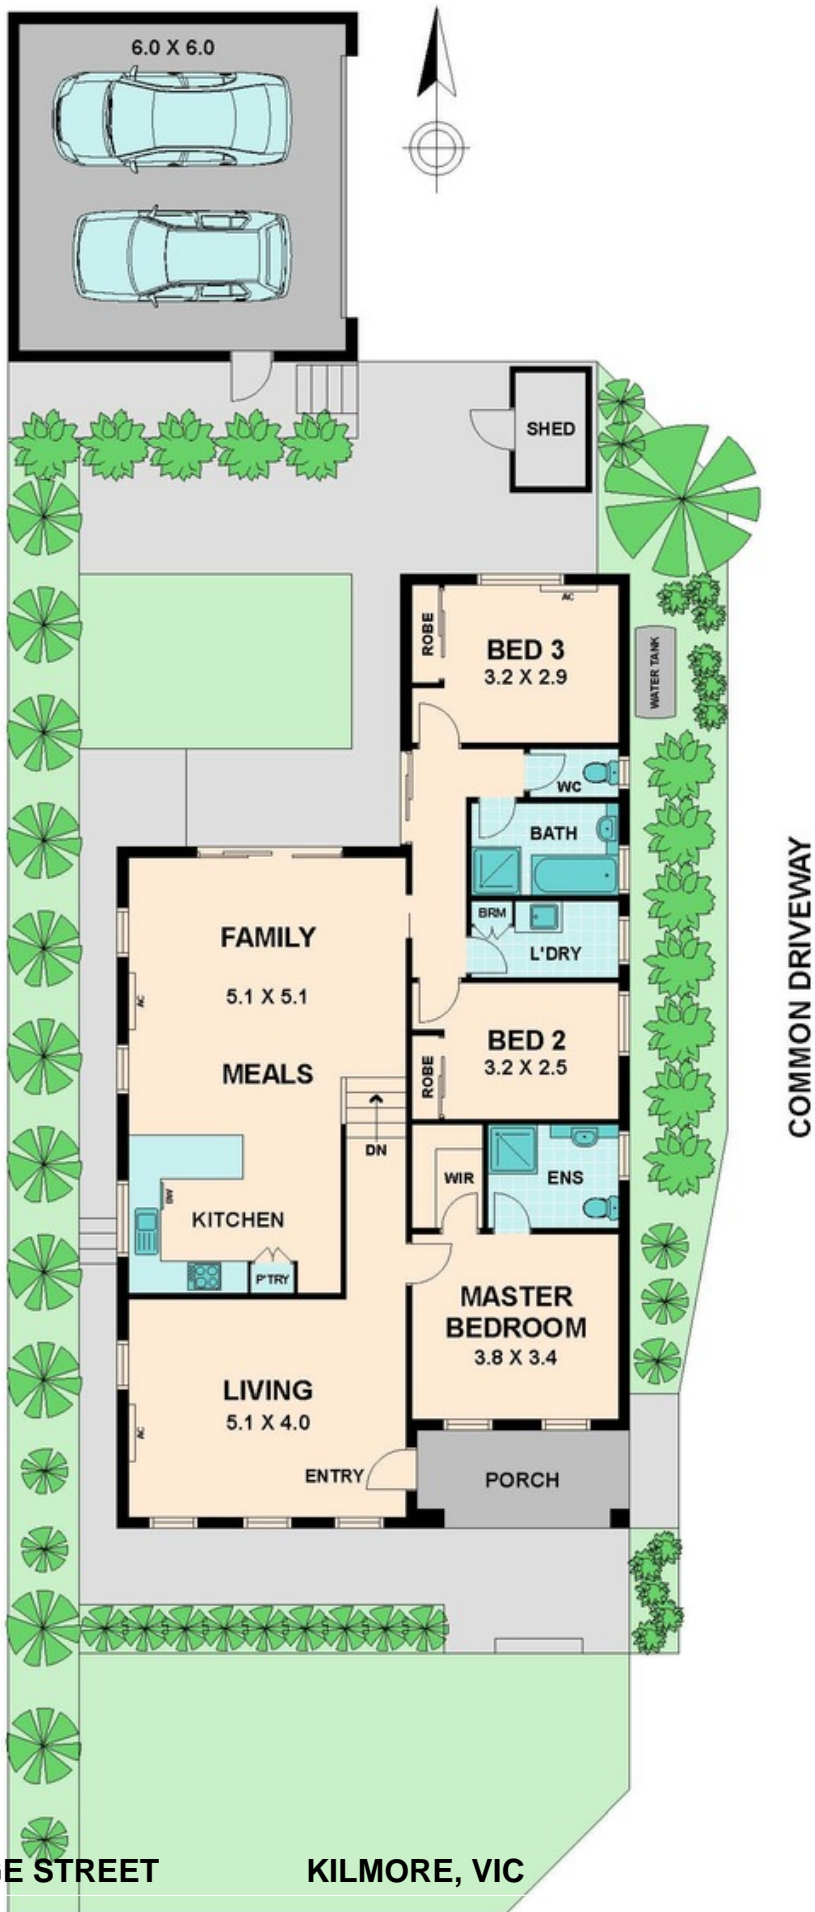 6.0 X 6.0
SHED
ROBE
AC
BED 3
3.2 X 2.9
WATER TANK
WC
BATH
COMMON DRIVEWAY
BRM
L'DRY
FAMILY
5.1 X 5.1
AC
MEALS
BED 2
3.2 X 2.5
ROBE
DN
WIR
ENS
KITCHEN
P'TRY
MASTER
BEDROOM
3.8 X 3.4
LIVING
5.1 X 4.0
AC
ENTRY
PORCH
STREET
KILMORE, VIC